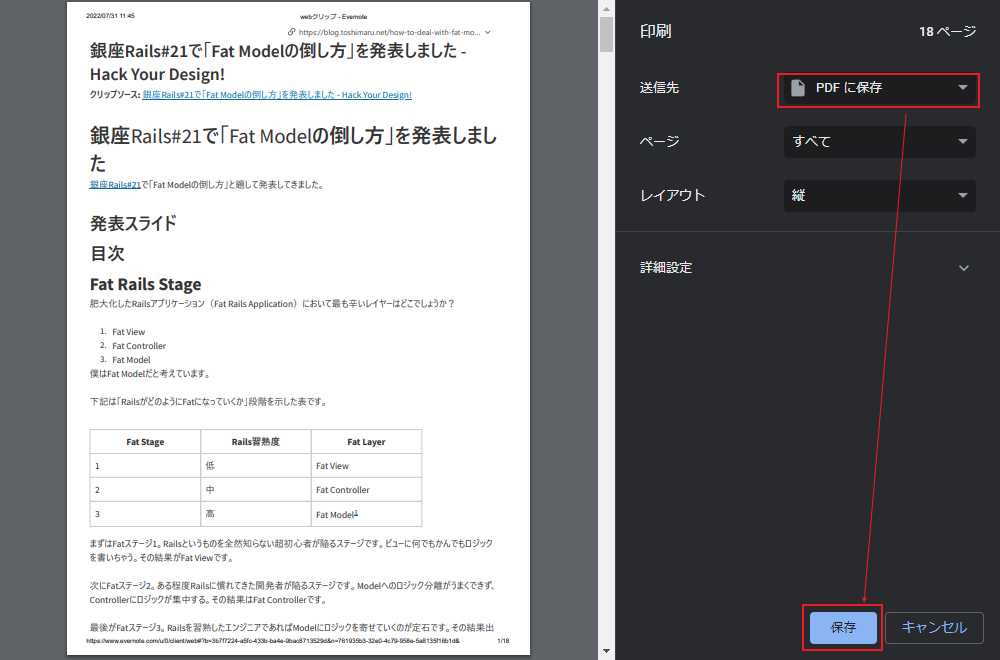 2022/07/31 11:45
webクリップ - Evernote
https://blog.toshimaru.net/how-to-deal-with-fat-mo...
銀座Rails#21で「Fat Modelの倒し方」を発表しました -
Hack Your Design!
クリップソース: 銀座Rails#21で「Fat Modelの倒し方」を発表しました - Hack Your Design!
銀座Rails#21で「Fat Modelの倒し方」を発表しまし
た
銀座Rails#21で「Fat Modelの倒し方」と題して発表してきました。
発表スライド
目次
Fat Rails Stage
肥大化したRailsアプリケーション（Fat Rails Application）において最も辛いレイヤーはどこでしょうか？
1. Fat View
2. Fat Controller
3. Fat Model
僕はFat Modelだと考えています。
下記は「RailsがどのようにFatになっていくか」段階を示した表です。
Fat Stage Rails習熟度 Fat Layer
1 低 Fat View
2 中 Fat Controller
3 高 Fat Model1
まずはFatステージ1。Railsというものを全然知らない超初心者が陥るステージです。ビューに何でもかんでもロジック
を書いちゃう。その結果がFat Viewです。
次にFatステージ2。ある程度Railsに慣れてきた開発者が陥るステージです。Modelへのロジック分離がうまくできず、
Controllerにロジックが集中する。その結果はFat Controllerです。
最後がFatステージ3。Railsを習熟したエンジニアであればModelにロジックを寄せていくのが定石です。その結果出
https://www.evernote.com/u/0/client/web#?b=3b7f7224-a5fc-433b-ba4e-9bac8713529d&n=761935b3-32e0-4c79-958e-5a8135f16b1d&
1/18
印刷
18 ページ
送信先
PDF に保存
ページ
すべて
レイアウト
縦
詳細設定
保存
キャンセル